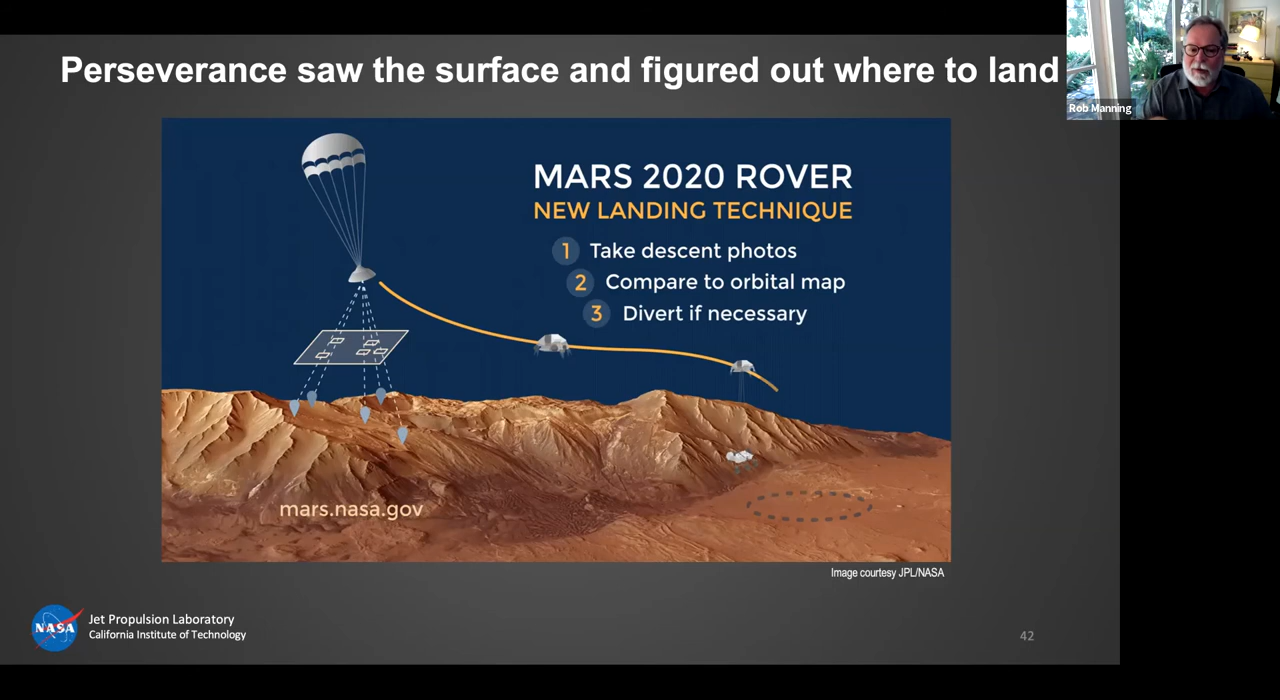 Perseverance saw the surface and figured out where to land
Rob Manning
MARS 2020 ROVER
NEW LANDING TECHNIQUE
1 Take descent photos
2 Compare to orbital map
3 Divert if necessary
mars.nasa.gov
Image courtesy JPL/NASA
NASA
Jet Propulsion Laboratory
California Institute of Technology
42